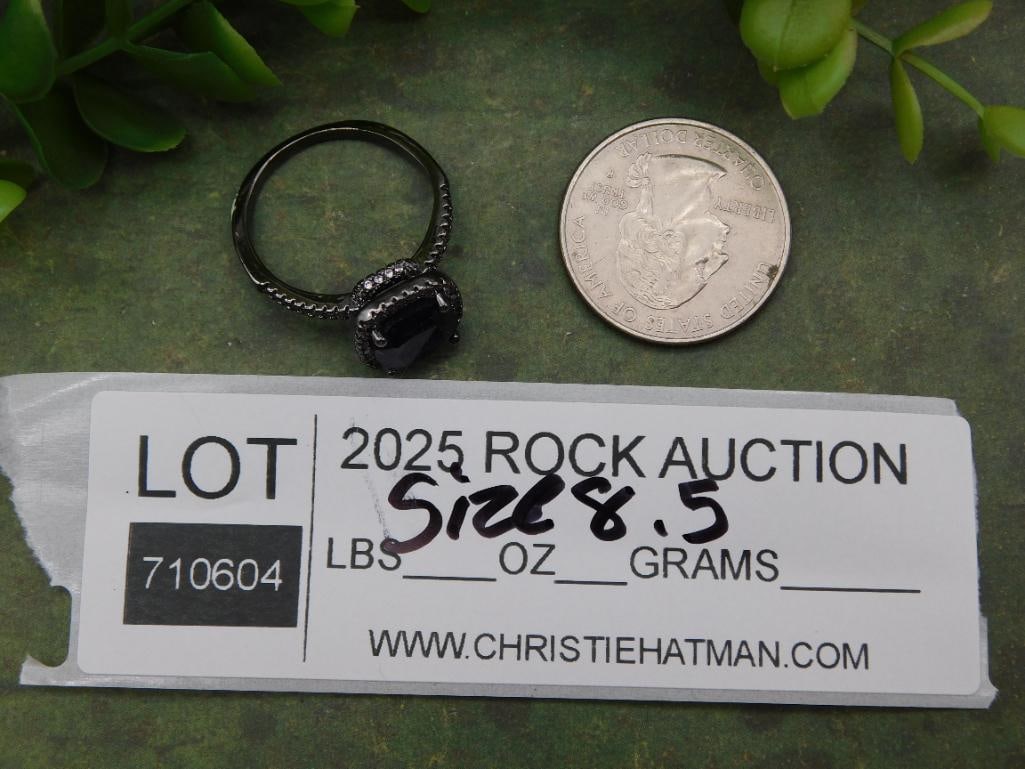 UNITED STATES OF AMERICA
LIBERTY
IN
GOD WE
TRUST
P
QUARTER DOLLAR
LOT
710604
2025 ROCK AUCTION
Size 8.5
LBS____OZ___GRAMS______
WWW.CHRISTIEHATMAN.COM